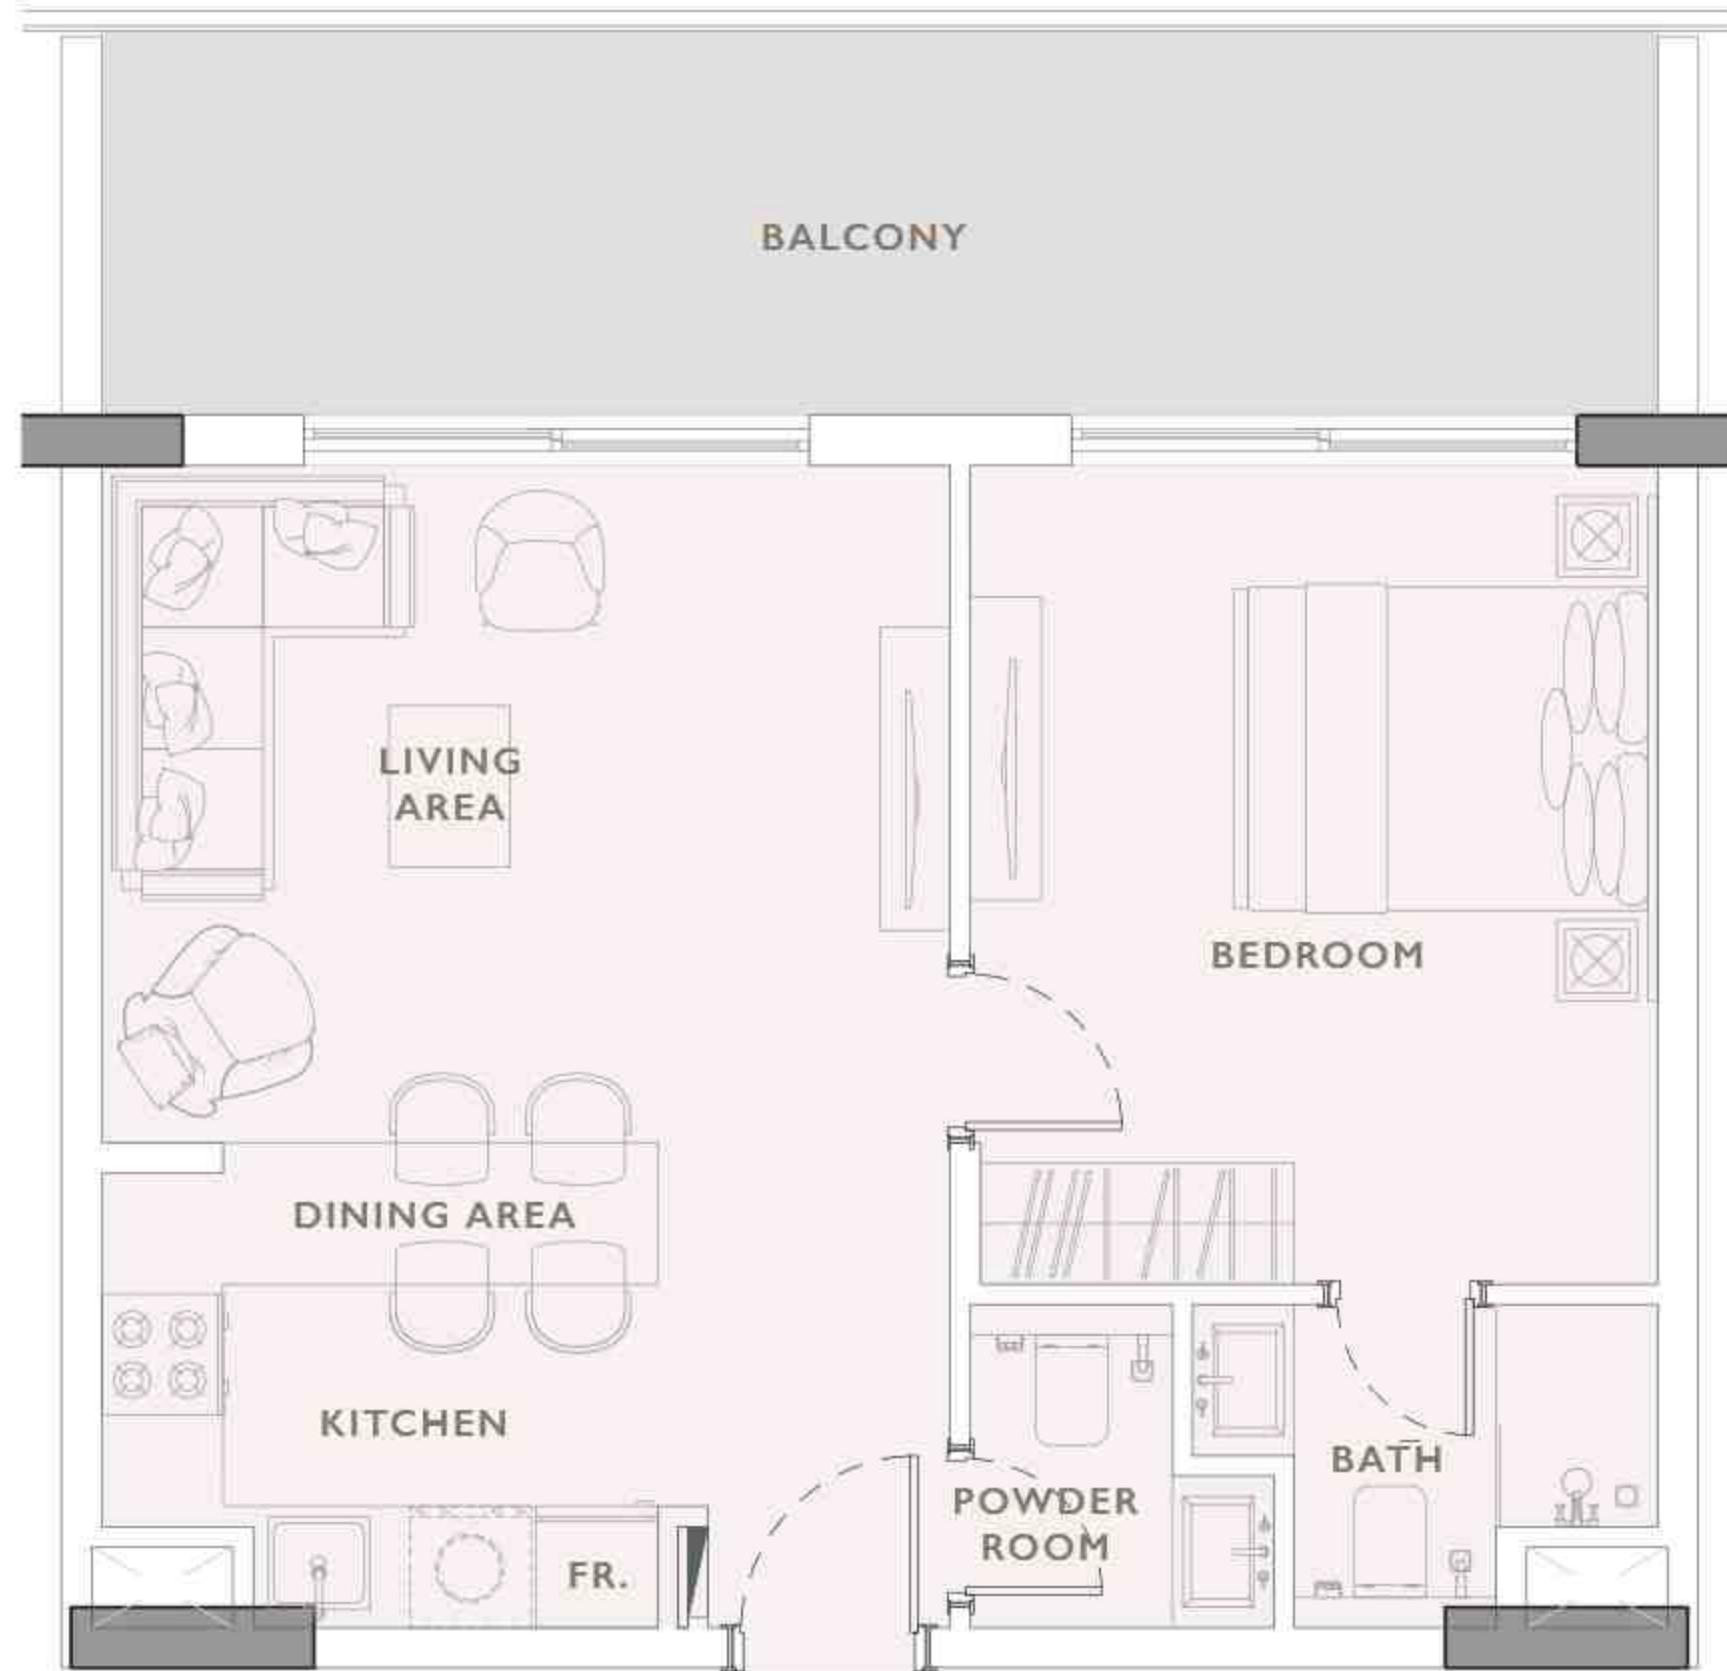 BALCONY
LIVING
AREA
BEDROOM
DINING AREA
KITCHEN
BATH
POWDER
ROOM
FR.